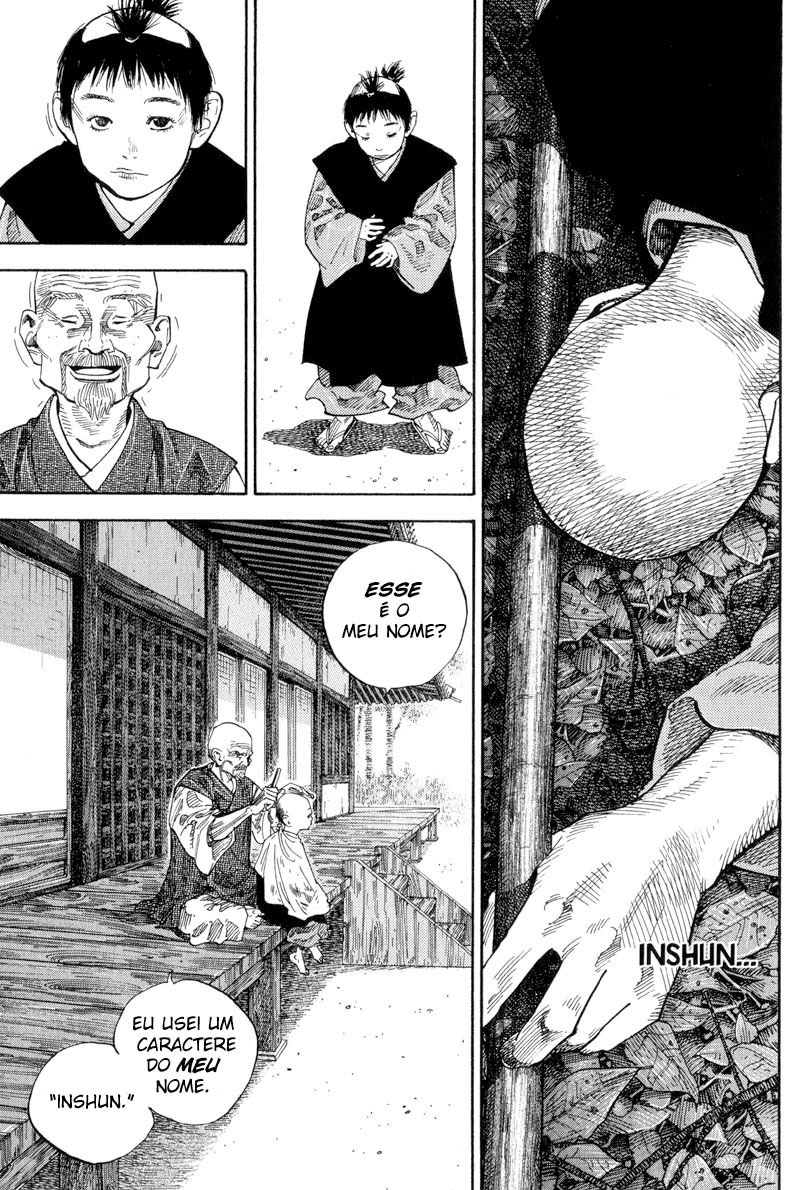 INSHUN...
ESSE
É O
MEU NOME?
EU USEI UM
CARACTERE
DO MEU
NOME.
"INSHUN."